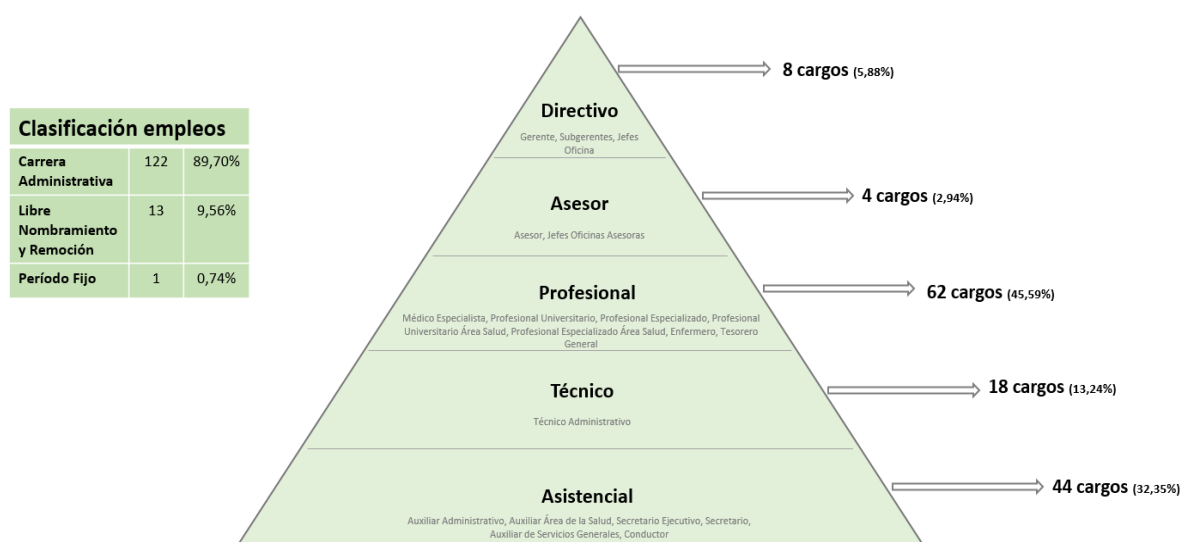 Clasificación empleos
Carrera
Administrativa
122
89,70%
Libre
Nombramiento
y Remoción
13
9,56%
Período Fijo
1
0,74%
Directivo
Gerente, Subgerentes, Jefes
Oficina
8 cargos (5,88%)
Asesor
Asesor, Jefes Oficinas Asesoras
4 cargos (2,94%)
Profesional
Médico Especialista, Profesional Universitario, Profesional Especializado, Profesional
Universitario Área Salud, Profesional Especializado Área Salud, Enfermero, Tesorero
General
62 cargos (45,59%)
Técnico
Técnico Administrativo
18 cargos (13,24%)
Asistencial
Auxiliar Administrativo, Auxiliar Área de la Salud, Secretario Ejecutivo, Secretario,
Auxiliar de Servicios Generales, Conductor
44 cargos (32,35%)